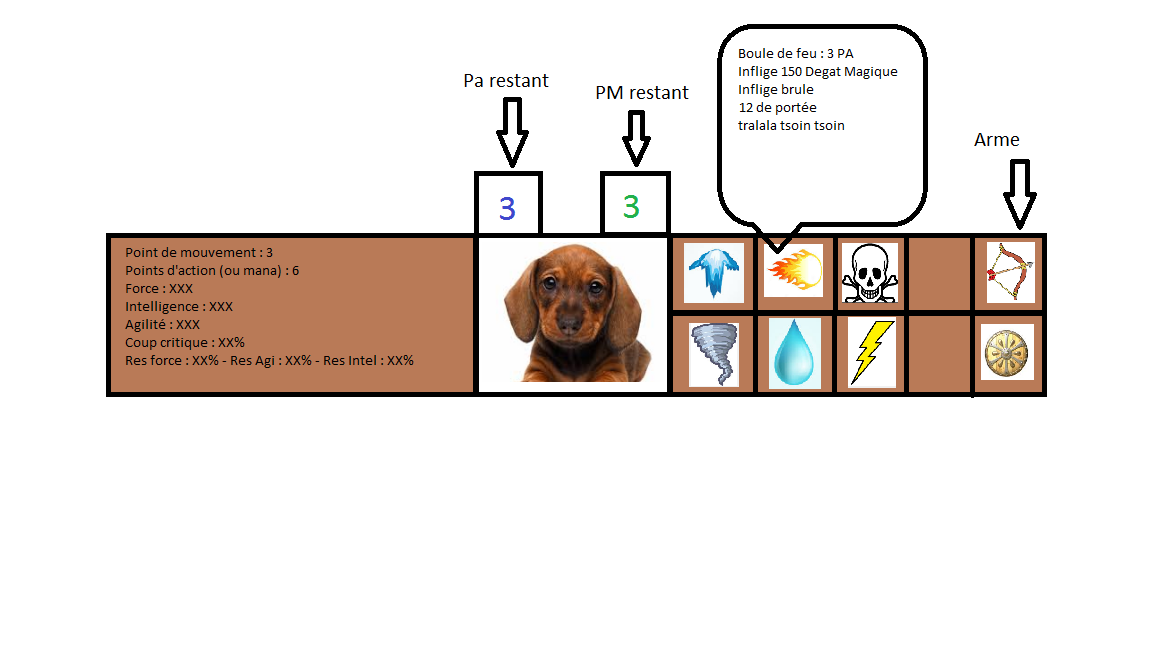 Pa restant
PM restant
Boule de feu : 3 PA
Inflige 150 Degat Magique
Inflige brule
12 de portée
tralala tsoin tsoin
Arme
3
3
Point de mouvement : 3
Points d'action (ou mana) : 6
Force : XXX
Intelligence : XXX
Agilité : XXX
Coup critique : XX%
Res force : XX% - Res Agi : XX% - Res Intel : XX%